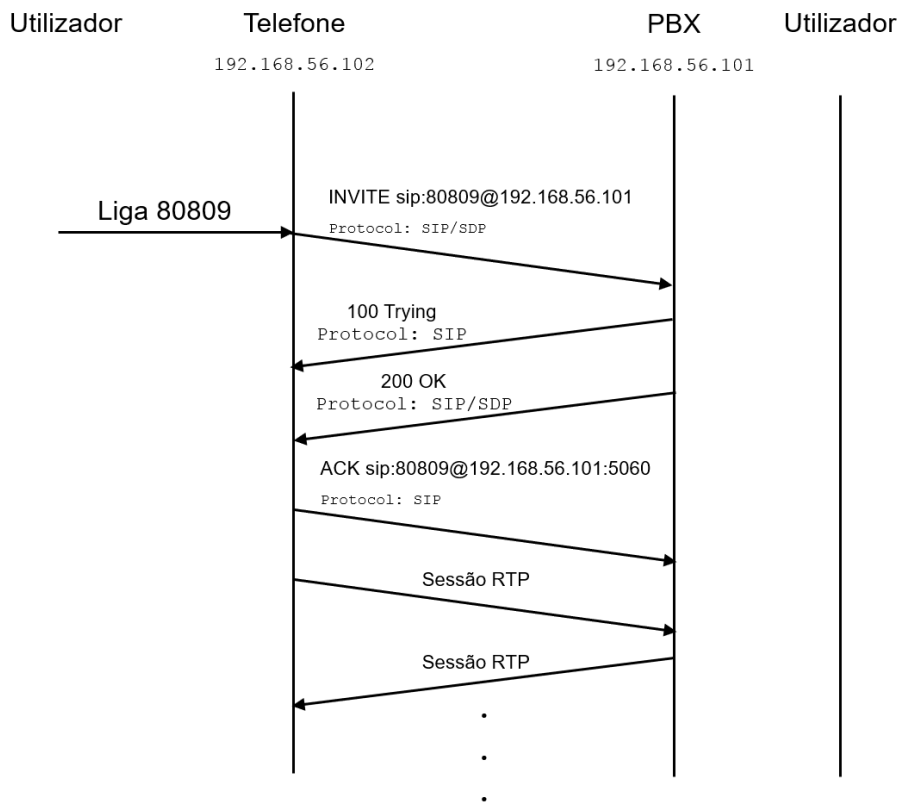 Utilizador Telefone PBX Utilizador
192.168.56.102 192.168.56.101
INVITE sip:80809@192.168.56.101
Liga 80809
Protocol: SIP/SDP
100 Trying
Protocol: SIP
200 OK
Protocol: SIP/SDP
ACK sip:80809@192.168.56.101:5060
Protocol: SIP
Sessão RTP
Sessão RTP
.
.
.